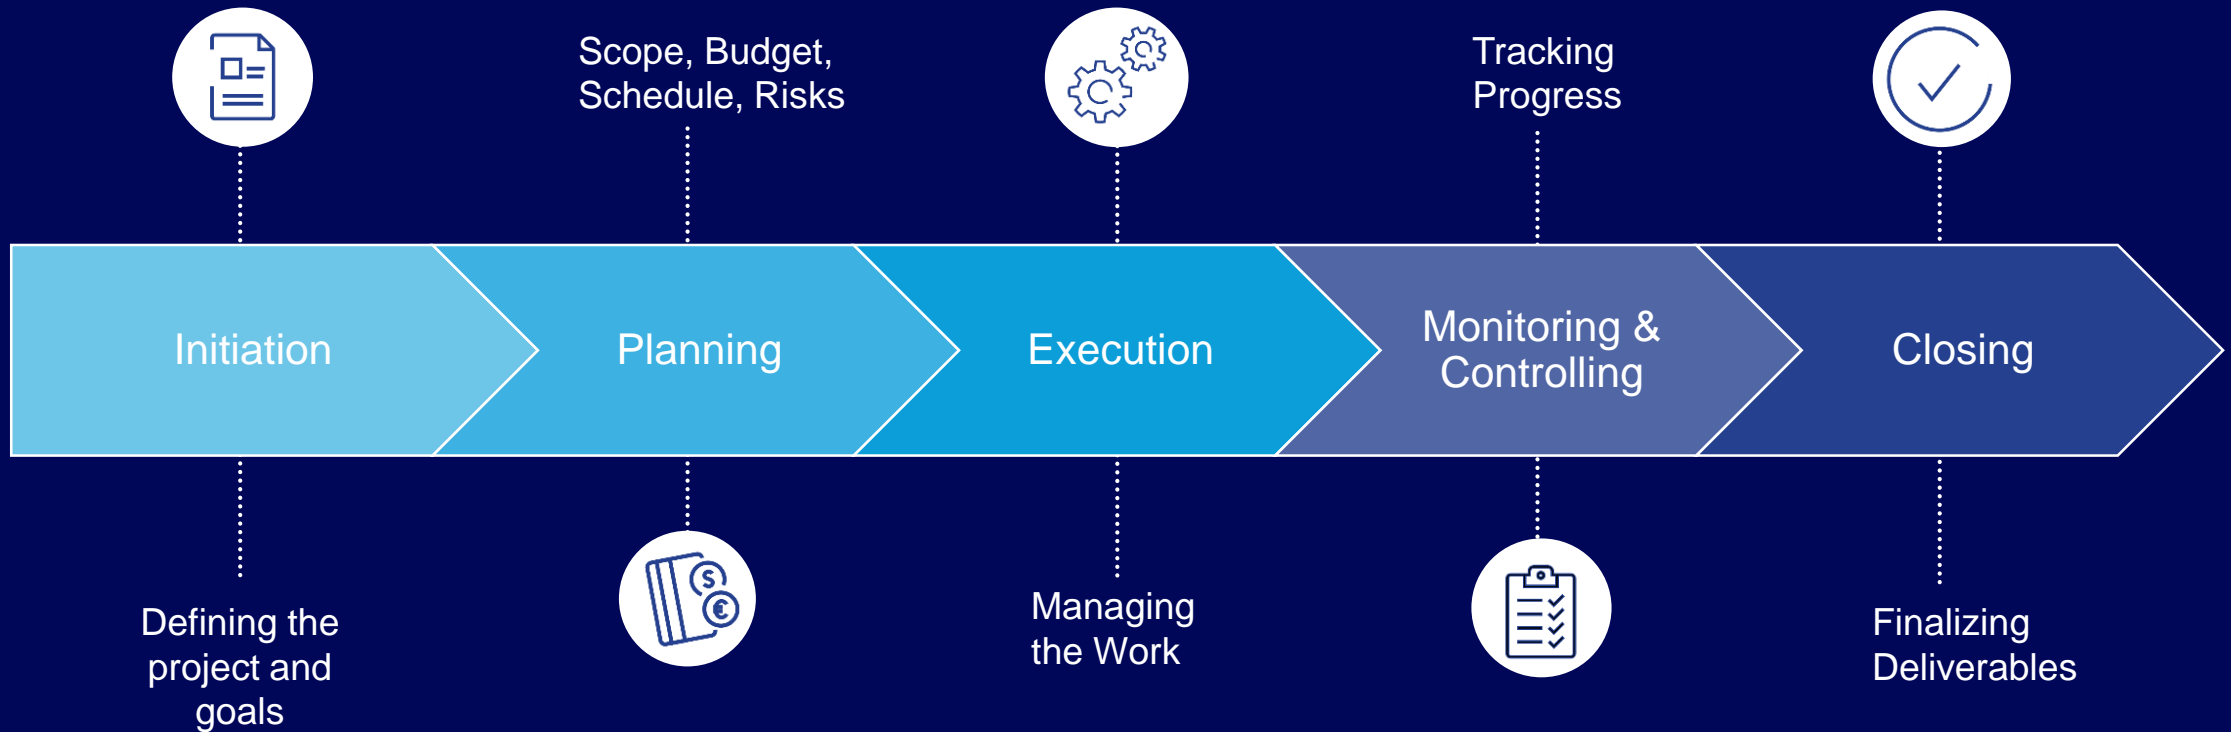 Scope, Budget,
Schedule, Risks
Tracking
Progress
Initiation
Planning
Execution
Monitoring &
Controlling
Closing
$
€
Defining the
project and
goals
Managing
the Work
Finalizing
Deliverables